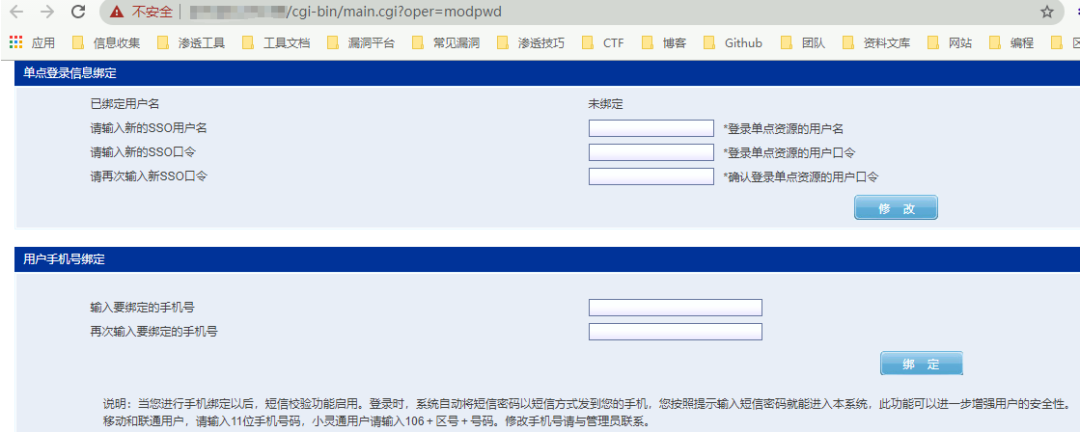 不安全 /cgi-bin/main.cgi?oper=modpwd
应用 信息收集 渗透工具 工具文档 漏洞平台 常见漏洞 渗透技巧 CTF 博客 Github 团队 资料文库 网站 编程
单点登录信息绑定
已绑定用户名 未绑定
请输入新的SSO用户名 *登录单点资源的用户名
请输入新的SSO口令 *登录单点资源的用户口令
请再次输入新SSO口令 *确认登录单点资源的用户口令
修 改
用户手机号绑定
输入要绑定的手机号
再次输入要绑定的手机号
绑 定
说明：当您进行手机绑定以后，短信校验功能启用。登录时，系统自动将短信密码以短信方式发到您的手机，您按照提示输入短信密码就能进入本系统，此功能可以进一步增强用户的安全性。
移动和联通用户，请输入11位手机号码，小灵通用户请输入106＋区号＋号码。修改手机号请与管理员联系。